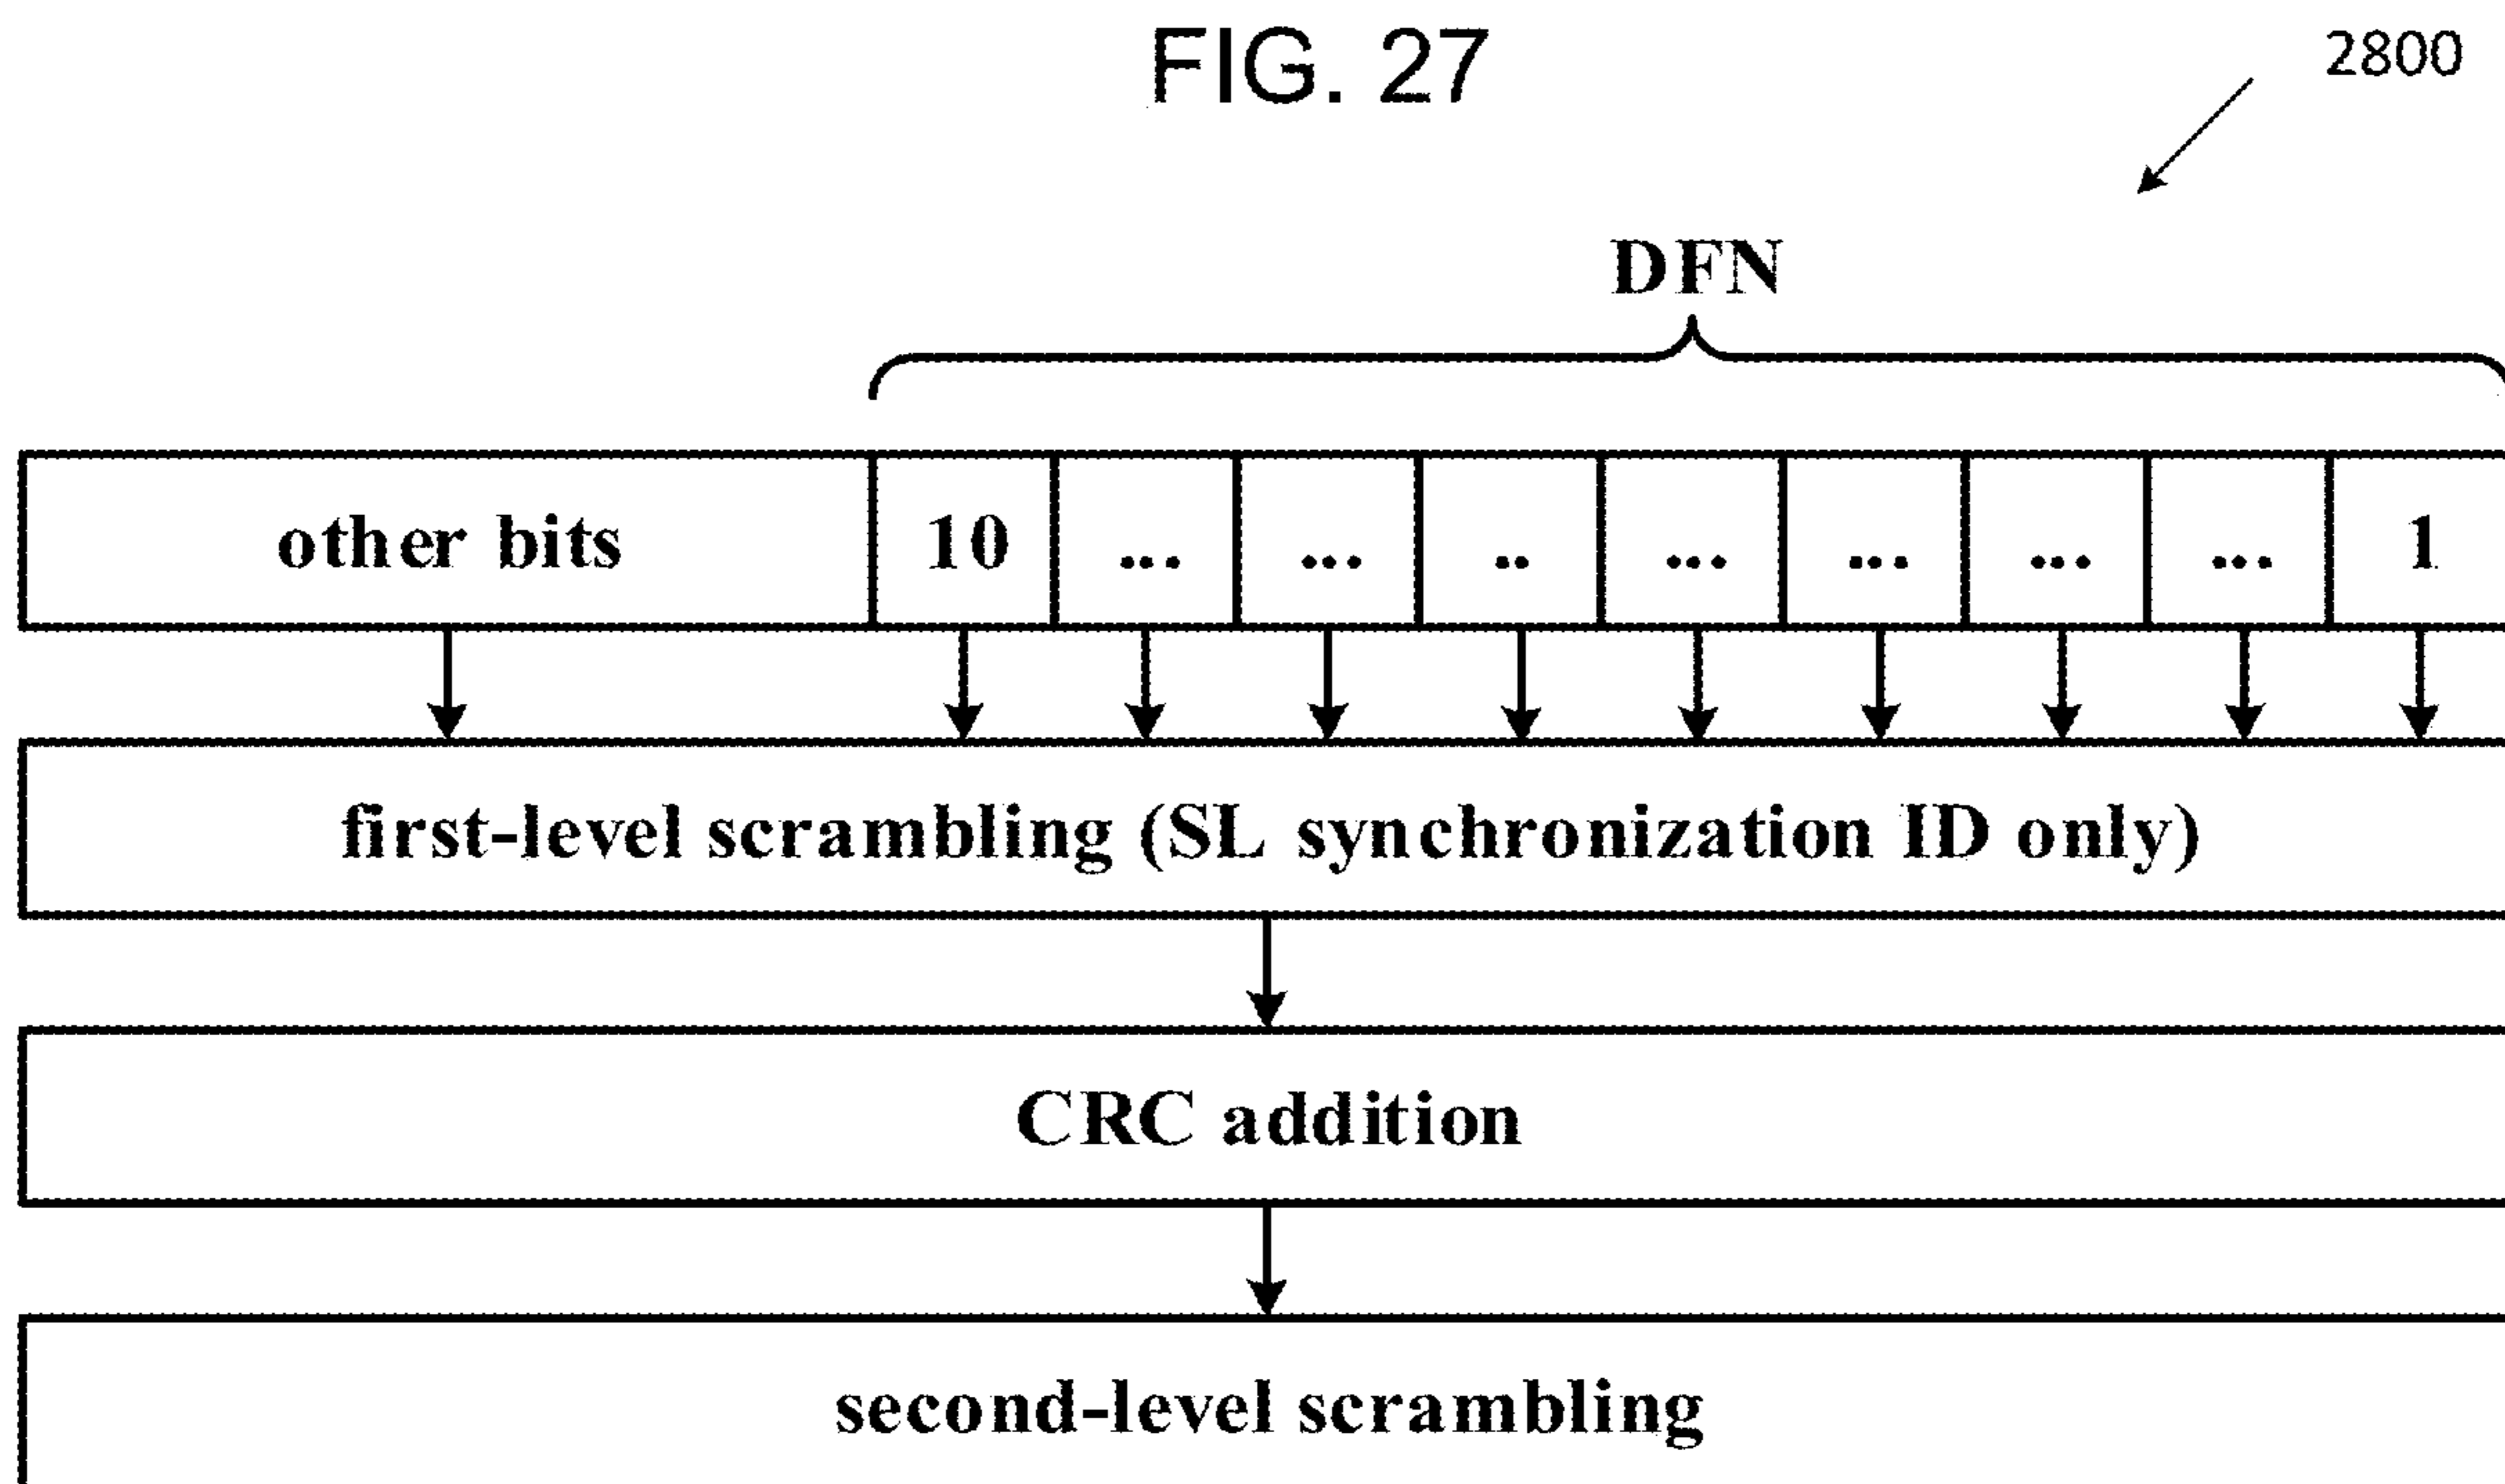 FIG. 27
2800
DFN
other bits 10 ... ... .. ... ... ... ... 1
first-level scrambling (SL synchronization ID only)
CRC addition
second-level scrambling